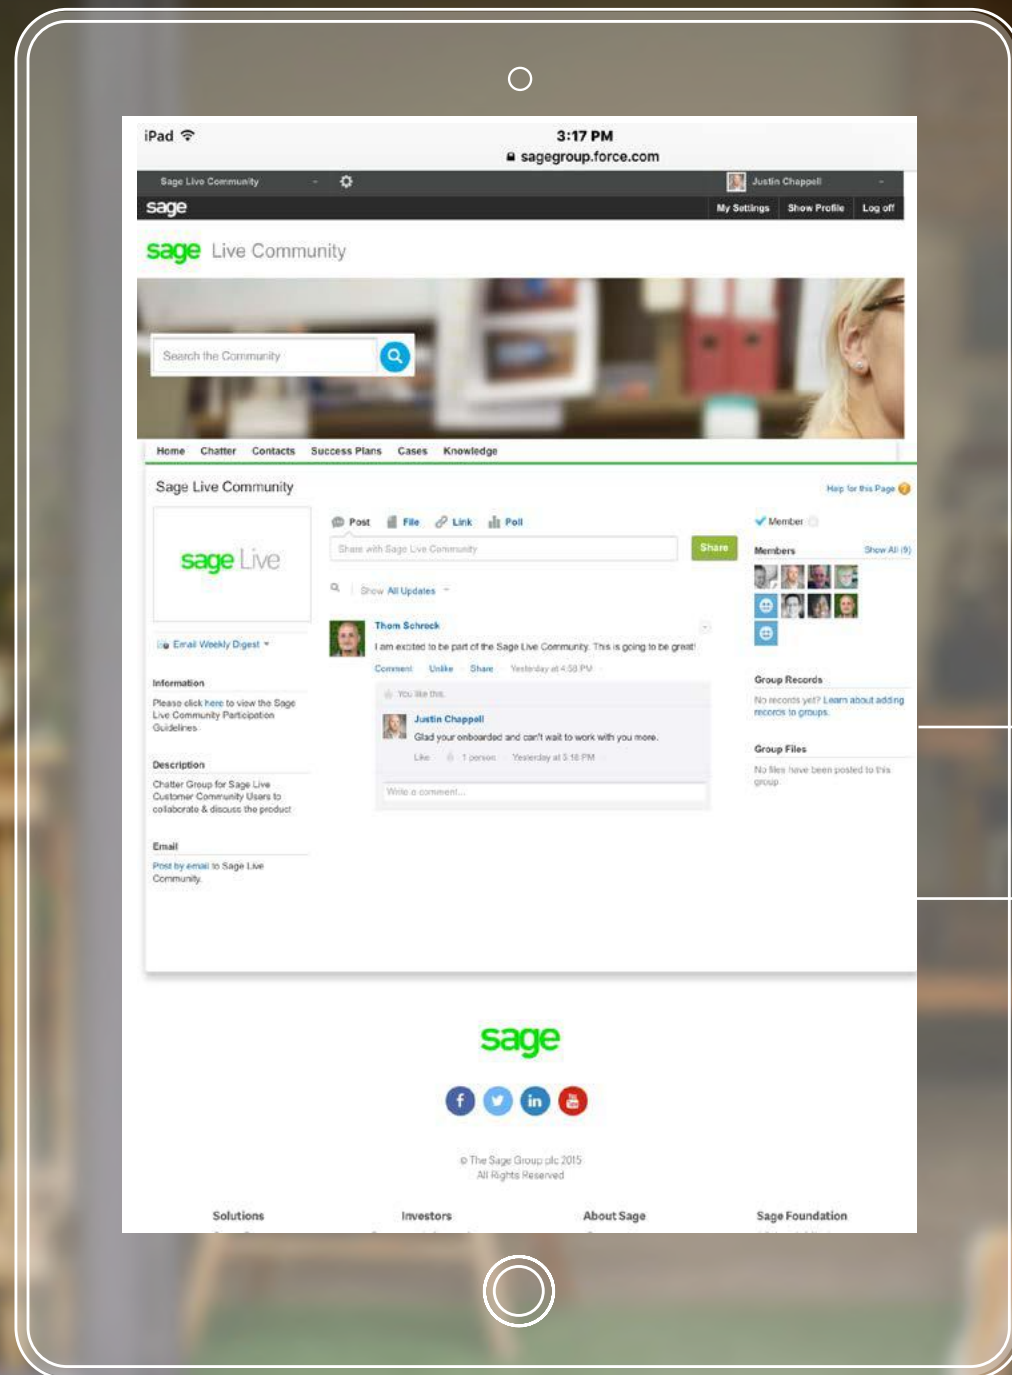 iPad
3:17 PM
sagegroup.force.com
Sage Live Community
Justin Chappell
sage
My Settings
Show Profile
Log off
sage Live Community
Search the Community
Home
Chatter
Contacts
Success Plans
Cases
Knowledge
Sage Live Community
Help for this Page
sage Live
Post
File
Link
Poll
Share with Sage Live Community
Share
Show All Updates
Email Weekly Digest
Thom Schreck
I am excited to be part of the Sage Live Community. This is going to be great!
Comment
Unlike
Share
Yesterday at 4:58 PM
You like this.
Justin Chappell
Glad your onboarded and can't wait to work with you more.
Like
1 person
Yesterday at 5:18 PM
Write a comment...
Information
Please click here to view the Sage
Live Community Participation
Guidelines
Description
Chatter Group for Sage Live
Customer Community Users to
collaborate & discuss the product
Email
Post by email to Sage Live
Community.
Member
Members
Show All (9)
Group Records
No records yet? Learn about adding
records to groups.
Group Files
No files have been posted to this
group.
sage
f
in
You
© The Sage Group plc 2015
All Rights Reserved
Solutions
Investors
About Sage
Sage Foundation